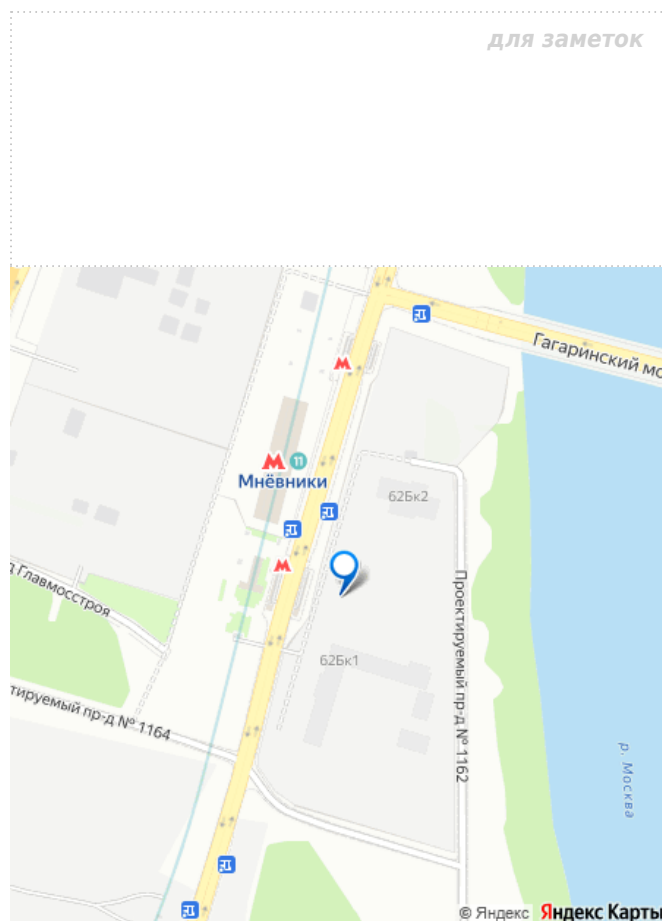 для заметок
Гагаринский мо
М
М 11
Мнёвники
62Бк2
М
д Главмосстроя
Проектируемый пр-д № 1162
62Бк1
ктируемый пр-д № 1164
р. Москва
© Яндекс Яндекс Карты